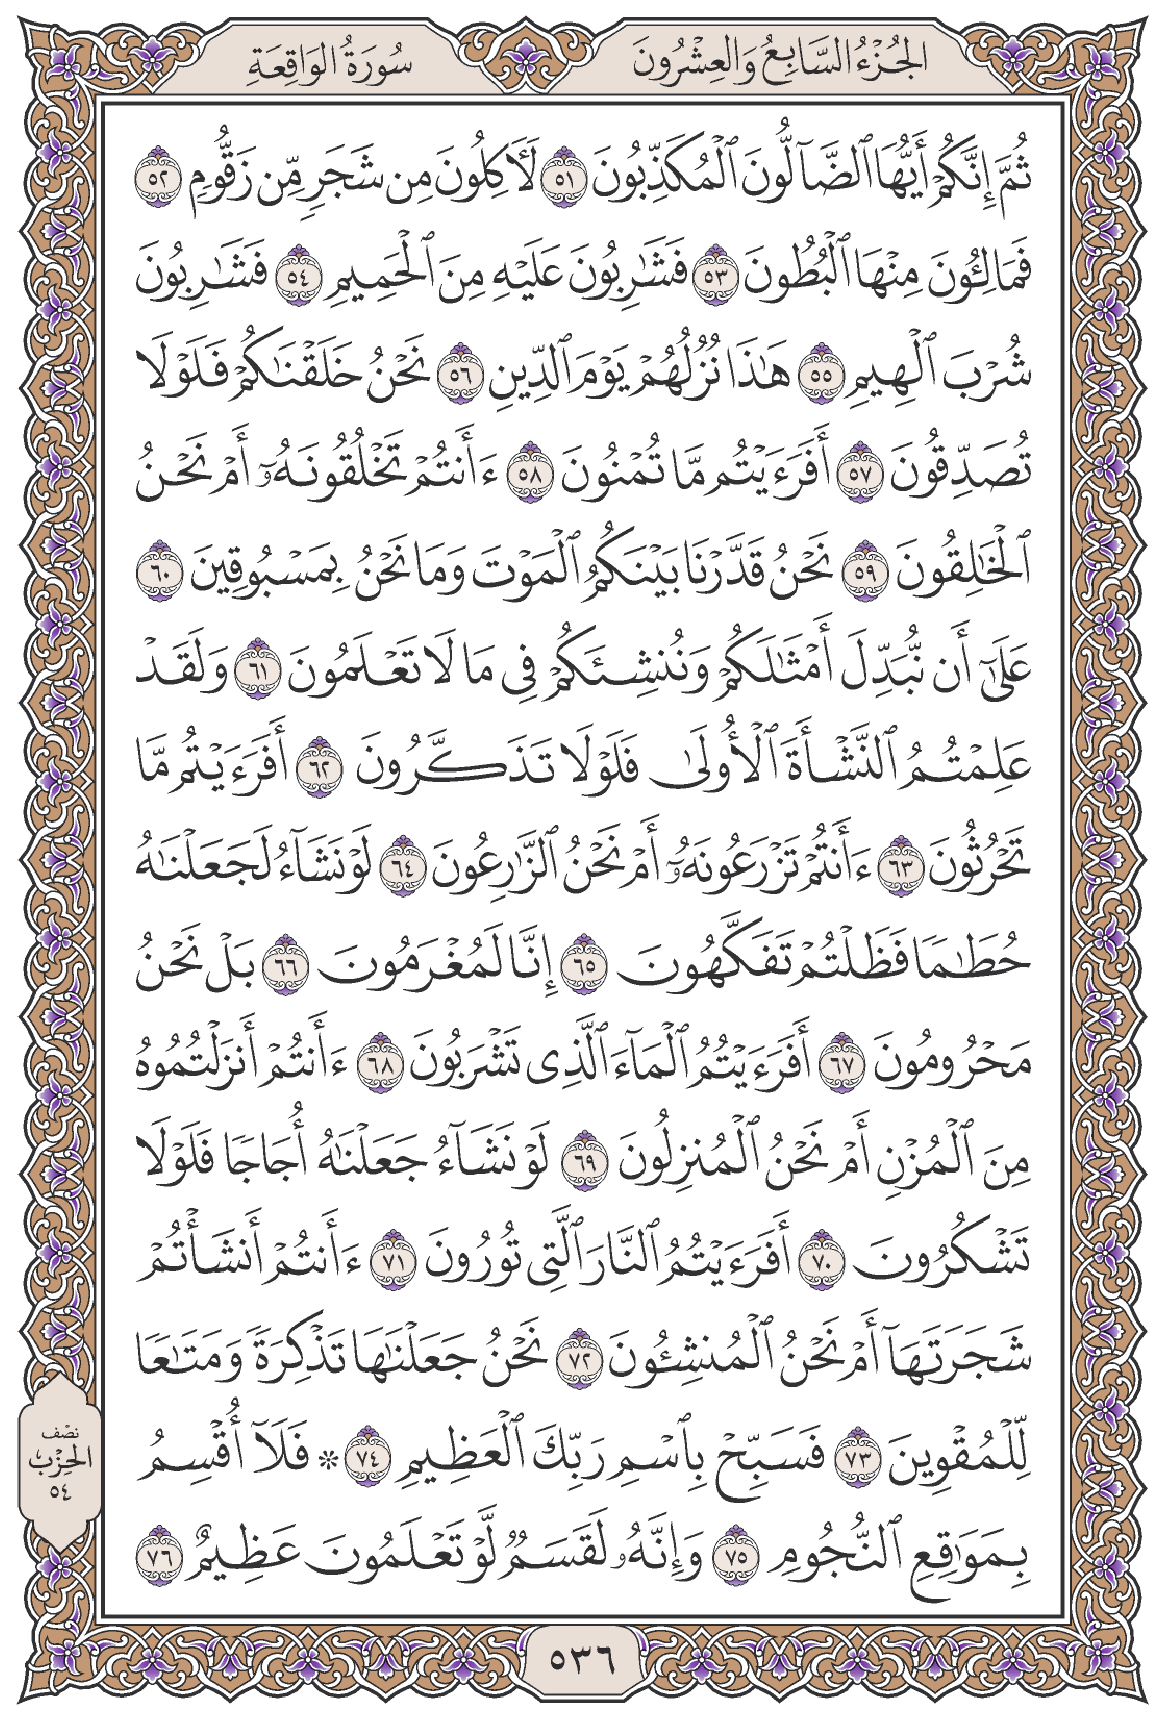 الجُزْءُ السَّابِعُ وَالعِشْرُونَ
سُورَةُ الوَاقِعَةِ
ثُمَّ إِنَّكُمْ أَيُّهَا ٱلضَّآلُّونَ ٱلْمُكَذِّبُونَ ٥١ لَأٓكِلُونَ مِن شَجَرٍ مِّن زَقُّومٍ ٥٢
فَمَالِـُٔونَ مِنْهَا ٱلْبُطُونَ ٥٣ فَشَٰرِبُونَ عَلَيْهِ مِنَ ٱلْحَمِيمِ ٥٤ فَشَٰرِبُونَ
شُرْبَ ٱلْهِيمِ ٥٥ هَٰذَا نُزُلُهُمْ يَوْمَ ٱلدِّينِ ٥٦ نَحْنُ خَلَقْنَٰكُمْ فَلَوْلَا
تُصَدِّقُونَ ٥٧ أَفَرَءَيْتُم مَّا تُمْنُونَ ٥٨ ءَأَنتُمْ تَخْلُقُونَهُۥٓ أَمْ نَحْنُ
ٱلْخَٰلِقُونَ ٥٩ نَحْنُ قَدَّرْنَا بَيْنَكُمُ ٱلْمَوْتَ وَمَا نَحْنُ بِمَسْبُوقِينَ ٦٠
عَلَىٰٓ أَن نُّبَدِّلَ أَمْثَٰلَكُمْ وَنُنشِئَكُمْ فِى مَا لَا تَعْلَمُونَ ٦١ وَلَقَدْ
عَلِمْتُمُ ٱلنَّشْأَةَ ٱلْأُولَىٰ فَلَوْلَا تَذَكَّرُونَ ٦٢ أَفَرَءَيْتُم مَّا
تَحْرُثُونَ ٦٣ ءَأَنتُمْ تَزْرَعُونَهُۥٓ أَمْ نَحْنُ ٱلزَّٰرِعُونَ ٦٤ لَوْ نَشَآءُ لَجَعَلْنَٰهُ
حُطَٰمًا فَظَلْتُمْ تَفَكَّهُونَ ٦٥ إِنَّا لَمُغْرَمُونَ ٦٦ بَلْ نَحْنُ
مَحْرُومُونَ ٦٧ أَفَرَءَيْتُمُ ٱلْمَآءَ ٱلَّذِى تَشْرَبُونَ ٦٨ ءَأَنتُمْ أَنزَلْتُمُوهُ
مِنَ ٱلْمُزْنِ أَمْ نَحْنُ ٱلْمُنزِلُونَ ٦٩ لَوْ نَشَآءُ جَعَلْنَٰهُ أُجَاجًا فَلَوْلَا
تَشْكُرُونَ ٧٠ أَفَرَءَيْتُمُ ٱلنَّارَ ٱلَّتِى تُورُونَ ٧١ ءَأَنتُمْ أَنشَأْتُمْ
شَجَرَتَهَآ أَمْ نَحْنُ ٱلْمُنشِـُٔونَ ٧٢ نَحْنُ جَعَلْنَٰهَا تَذْكِرَةً وَمَتَٰعًا
لِّلْمُقْوِينَ ٧٣ فَسَبِّحْ بِٱسْمِ رَبِّكَ ٱلْعَظِيمِ ٧٤ * فَلَآ أُقْسِمُ
بِمَوَٰقِعِ ٱلنُّجُومِ ٧٥ وَإِنَّهُۥ لَقَسَمٌ لَّوْ تَعْلَمُونَ عَظِيمٌ ٧٦
نصف
الحِزْب
٥٤
٥٣٦